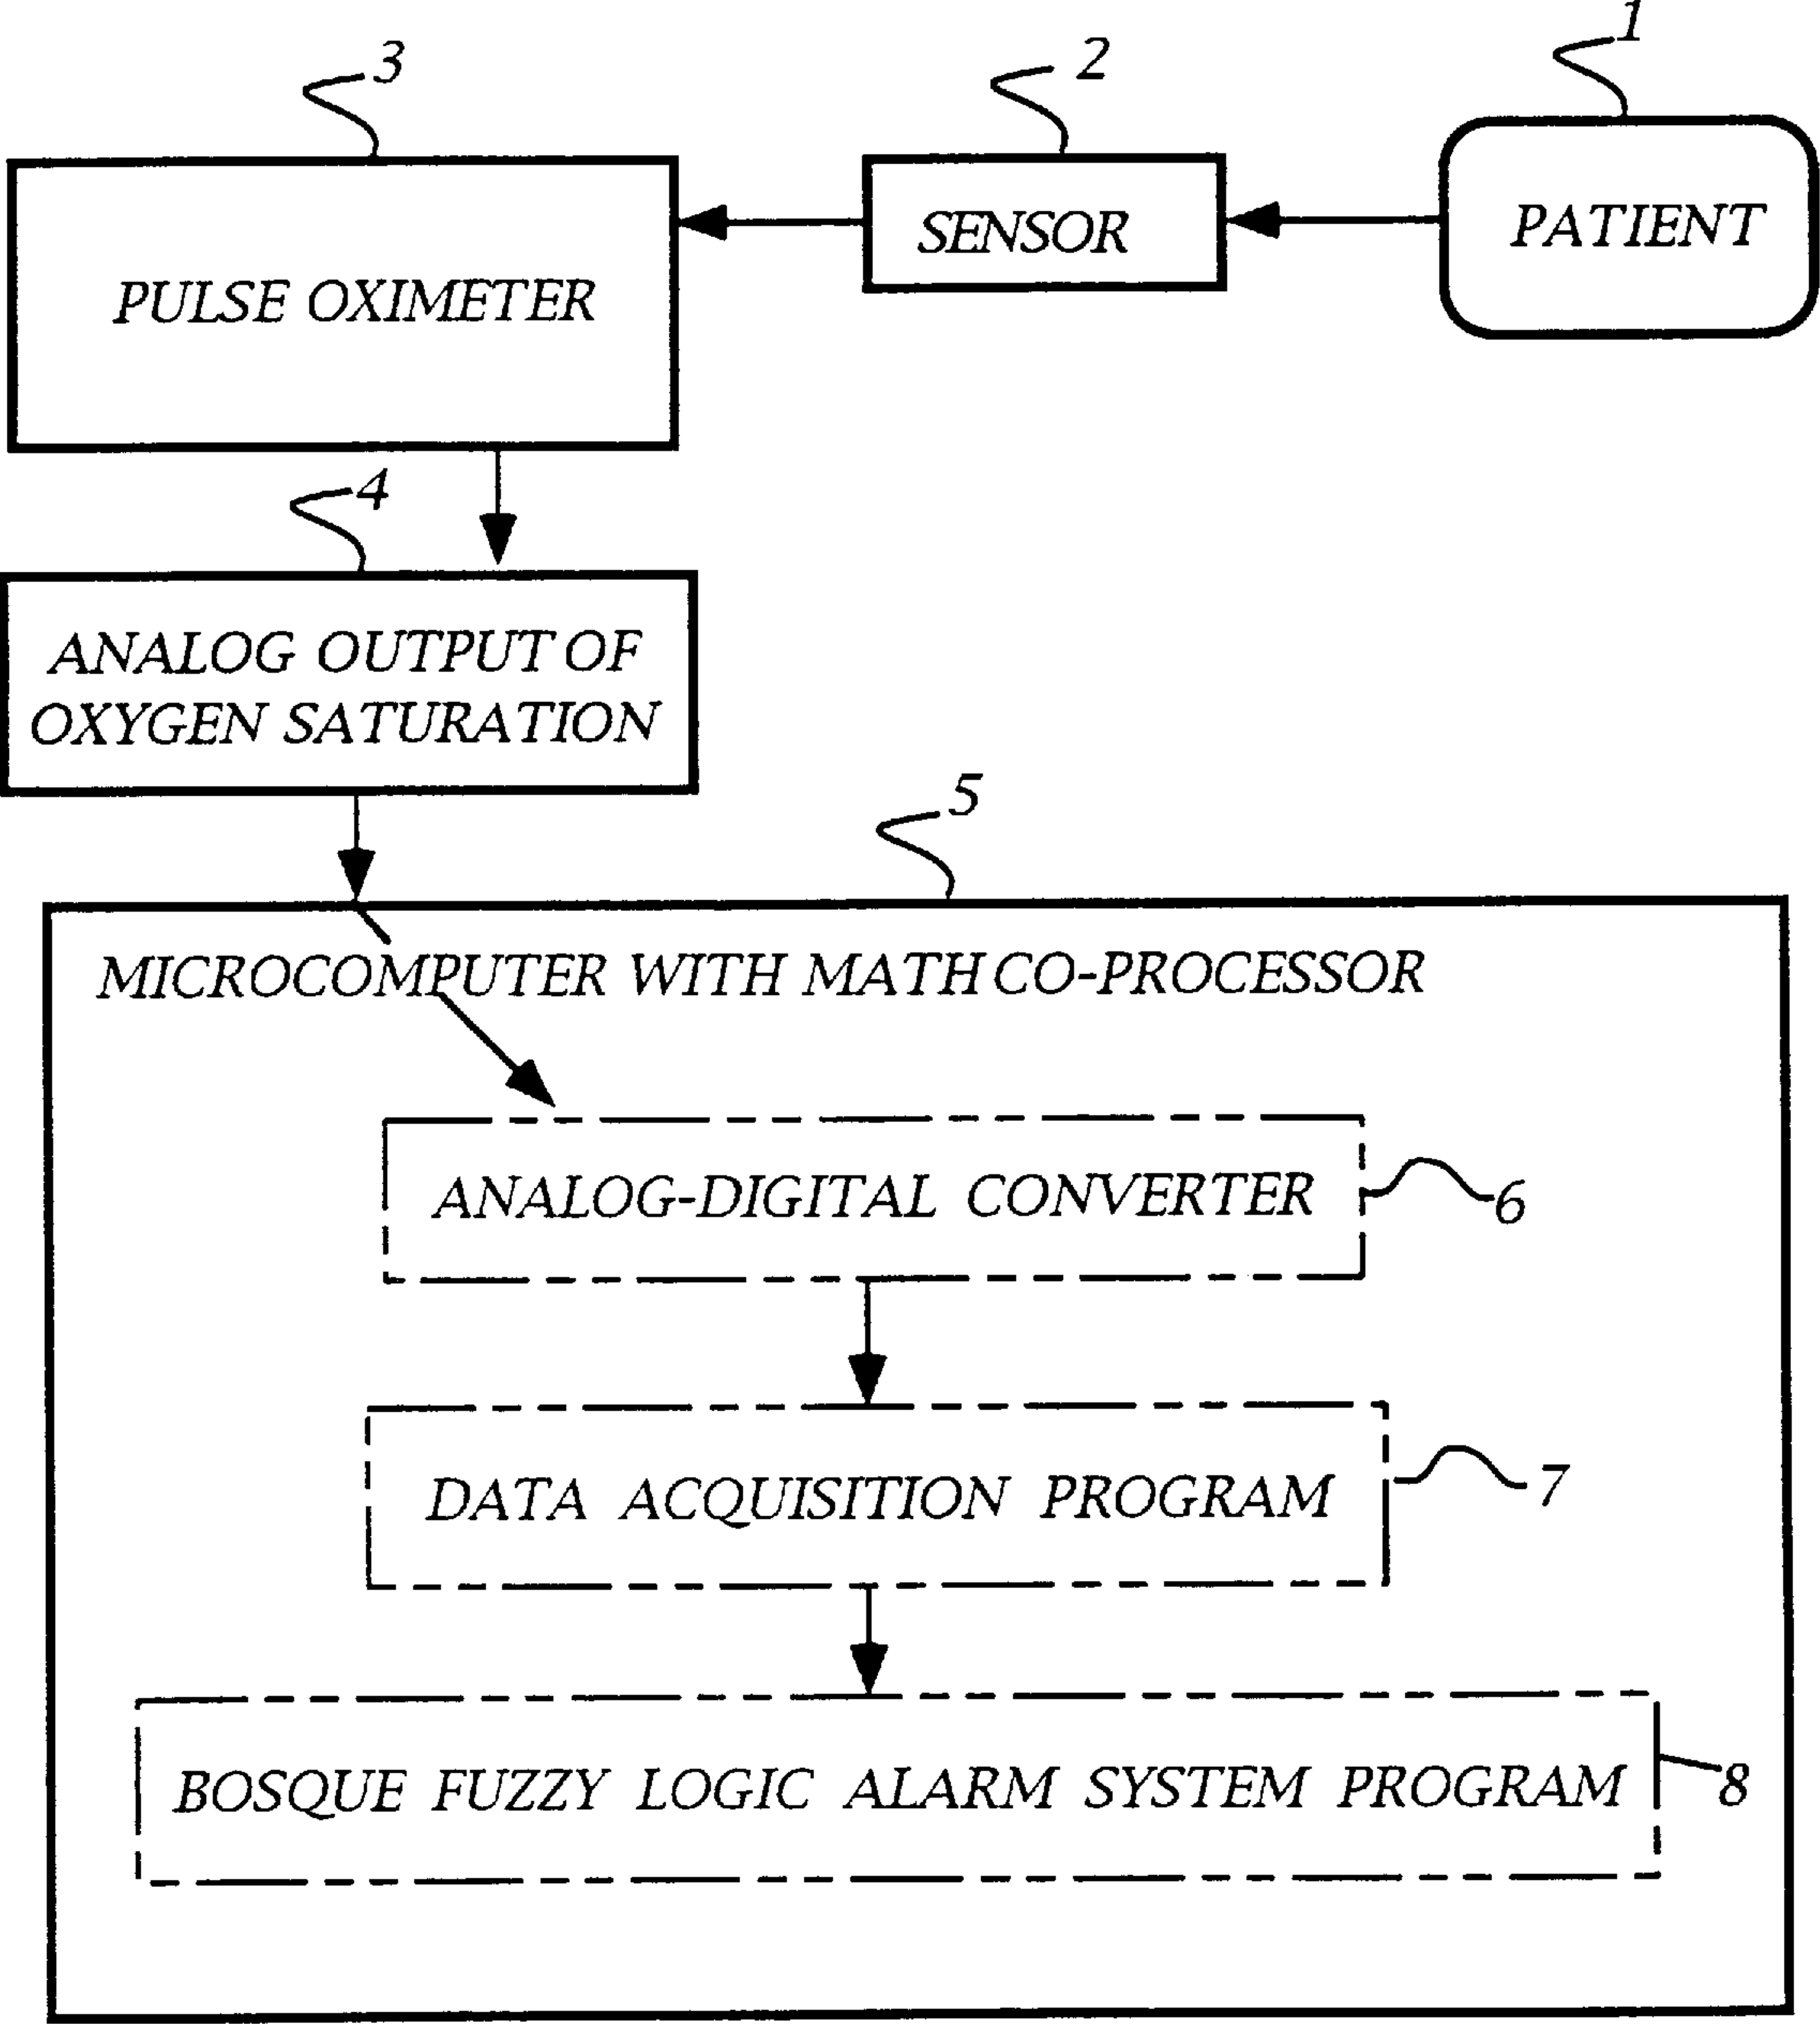 1
2
3
PATIENT
SENSOR
PULSE OXIMETER
4
ANALOG OUTPUT OF
OXYGEN SATURATION
5
MICROCOMPUTER WITH MATH CO-PROCESSOR
ANALOG-DIGITAL CONVERTER
6
DATA ACQUISITION PROGRAM
7
BOSQUE FUZZY LOGIC ALARM SYSTEM PROGRAM
8